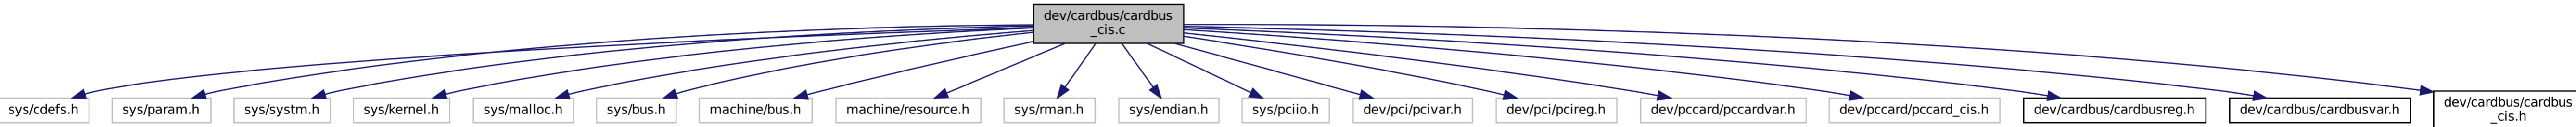 dev/cardbus/cardbus
_cis.c
sys/cdefs.h
sys/param.h
sys/systm.h
sys/kernel.h
sys/malloc.h
sys/bus.h
machine/bus.h
machine/resource.h
sys/rman.h
sys/endian.h
sys/pciio.h
dev/pci/pcivar.h
dev/pci/pcireg.h
dev/pccard/pccardvar.h
dev/pccard/pccard_cis.h
dev/cardbus/cardbusreg.h
dev/cardbus/cardbusvar.h
dev/cardbus/cardbus
_cis.h